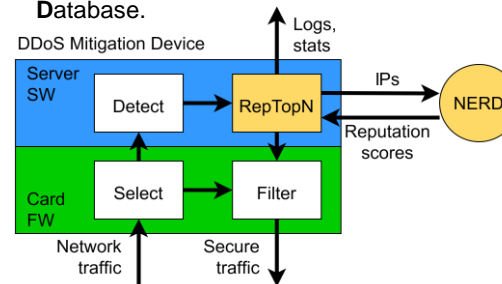 Database.
DDoS Mitigation Device
Logs,
stats
Server
SW
Detect
RepTopN
IPs
NERD
Reputation
scores
Card
FW
Select
Filter
Network
traffic
Secure
traffic